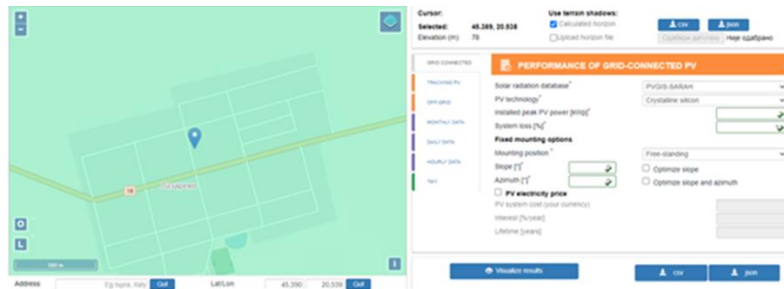 +
−
18
O
L
i
Address
Eg Ispra, Italy
Go!
Lat/Lon
45.390
20.539
Go!
Cursor:
Selected: 45.389, 20.538
Elevation (m): 78
Use terrain shadows:
Calculated horizon
csv
json
Upload horizon file
Није одабрано
GRID CONNECTED
TRACKING PV
OFF-GRID
MONTHLY DATA
DAILY DATA
HOURLY DATA
TMY
PERFORMANCE OF GRID-CONNECTED PV
Solar radiation database*
PVGIS-SARAH
PV technology*
Crystalline silicon
Installed peak PV power [kWp]*
System loss [%]*
Fixed mounting options
Mounting position *
Free-standing
Slope [°]*
Optimize slope
Azimuth [°]*
Optimize slope and azimuth
PV electricity price
PV system cost (your currency)
Interest [%/year]
Lifetime [years]
Visualize results
csv
json